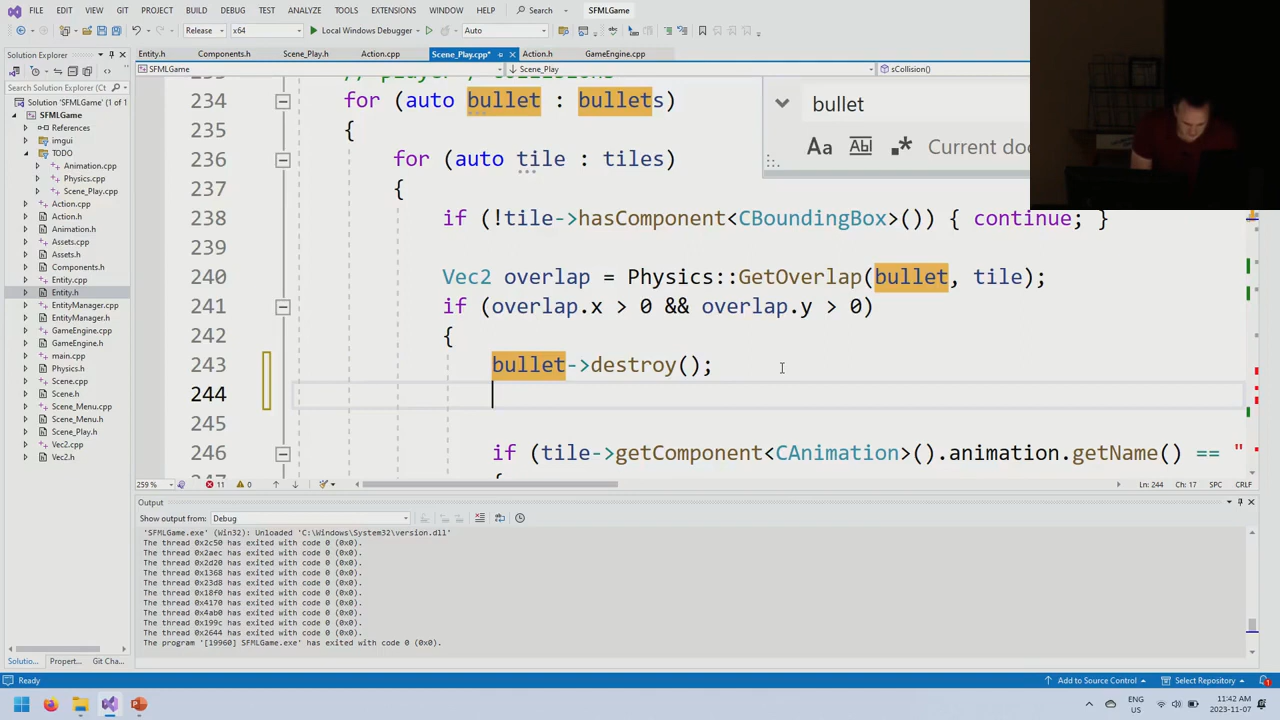 FILE EDIT VIEW GIT PROJECT BUILD DEBUG TEST ANALYZE TOOLS EXTENSIONS WINDOW HELP Search SFMLGame
Release x64 Local Windows Debugger Auto
Solution Explorer
Entity.h Components.h Scene_Play.h Action.cpp Scene_Play.cpp* Action.h GameEngine.cpp
SFMLGame Scene_Play sCollision()
Search Solution Explorer (Ctrl+;)
Solution 'SFMLGame' (1 of 1
SFMLGame
References
imgui
TODO
Animation.cpp
Physics.cpp
Scene_Play.cpp
Action.cpp
Action.h
Animation.h
Assets.cpp
Assets.h
Components.h
Entity.cpp
Entity.h
EntityManager.cpp
EntityManager.h
GameEngine.cpp
GameEngine.h
main.cpp
Physics.h
Scene.cpp
Scene.h
Scene_Menu.cpp
Scene_Menu.h
Scene_Play.h
Vec2.cpp
Vec2.h
Solutio... Propert... Git Cha...
bullet
Aa Abl .* Current do
234 for (auto bullet : bullets)
235 {
236 for (auto tile : tiles)
237 {
238 if (!tile->hasComponent<CBoundingBox>()) { continue; }
239
240 Vec2 overlap = Physics::GetOverlap(bullet, tile);
241 if (overlap.x > 0 && overlap.y > 0)
242 {
243 bullet->destroy();
244
245
246 if (tile->getComponent<CAnimation>().animation.getName() == "
259 % 11 0 Ln: 244 Ch: 17 SPC CRLF
Output
Show output from: Debug
'SFMLGame.exe' (Win32): Unloaded 'C:\Windows\System32\version.dll'
The thread 0x2c50 has exited with code 0 (0x0).
The thread 0x2aec has exited with code 0 (0x0).
The thread 0x2d20 has exited with code 0 (0x0).
The thread 0x1368 has exited with code 0 (0x0).
The thread 0x23d8 has exited with code 0 (0x0).
The thread 0x18f0 has exited with code 0 (0x0).
The thread 0x4170 has exited with code 0 (0x0).
The thread 0x4ab0 has exited with code 0 (0x0).
The thread 0x199c has exited with code 0 (0x0).
The thread 0x2644 has exited with code 0 (0x0).
The program '[19960] SFMLGame.exe' has exited with code 0 (0x0).
Ready Add to Source Control Select Repository
ENG
US
11:42 AM
2023-11-07